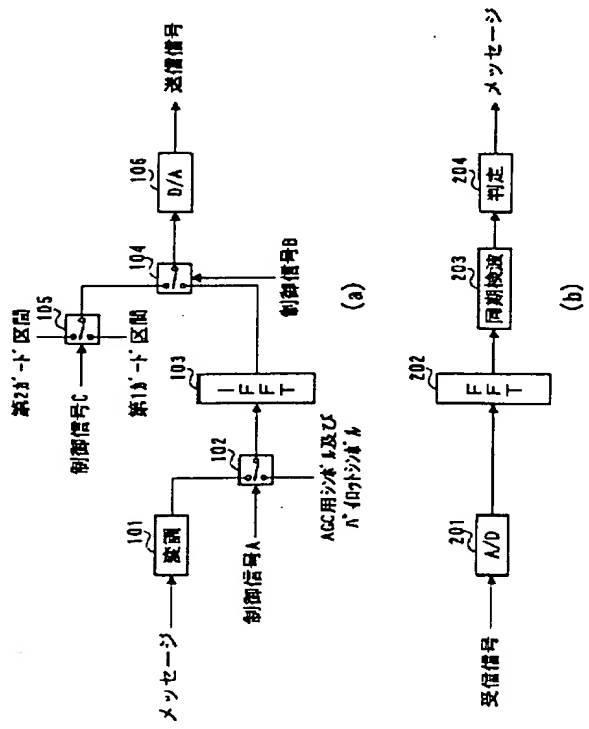 メッセージ
変調
101
制御信号A
102
AGC用シンボル及び
パイロットシンボル
103
IFFT
第2ガード区間
105
制御信号C
第1ガード区間
104
制御信号B
106
D/A
送信信号
(a)
受信信号
201
A/D
202
FFT
203
同期検波
204
判定
メッセージ
(b)